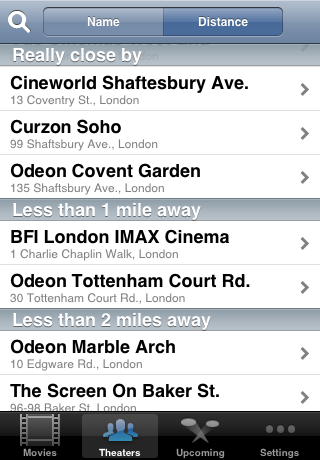 Name
Distance
Really close by
Cineworld Shaftesbury Ave.
13 Coventry St., London
Curzon Soho
99 Shaftsbury Ave., London
Odeon Covent Garden
135 Shaftsbury Ave., London
Less than 1 mile away
BFI London IMAX Cinema
1 Charlie Chaplin Walk, London
Odeon Tottenham Court Rd.
30 Tottenham Court Rd., London
Less than 2 miles away
Odeon Marble Arch
10 Edgware Rd., London
The Screen On Baker St.
96-98 Baker St. London
Movies
Theaters
Upcoming
Settings